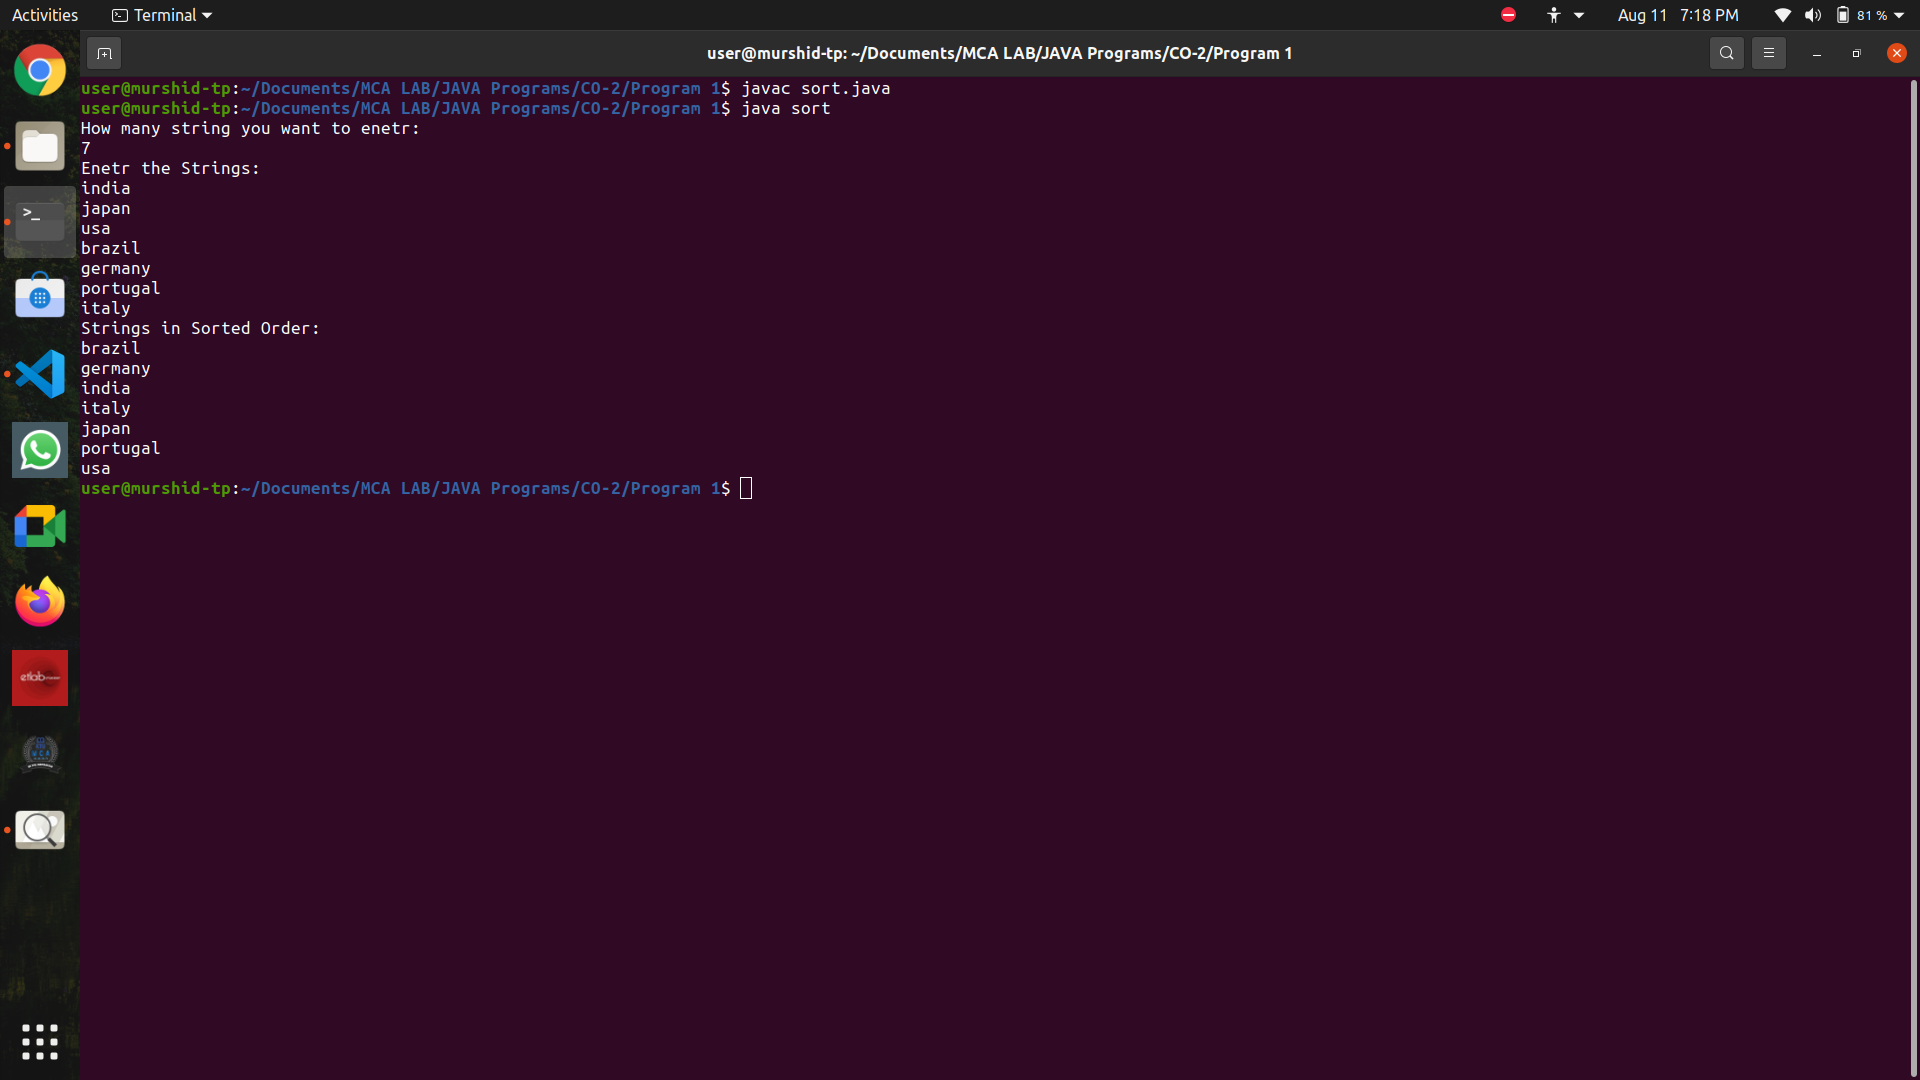 Activities Terminal Aug 11 7:18 PM 81 %
user@murshid-tp: ~/Documents/MCA LAB/JAVA Programs/CO-2/Program 1
user@murshid-tp:~/Documents/MCA LAB/JAVA Programs/CO-2/Program 1$ javac sort.java
user@murshid-tp:~/Documents/MCA LAB/JAVA Programs/CO-2/Program 1$ java sort
How many string you want to enetr:
7
Enetr the Strings:
india
japan
usa
brazil
germany
portugal
italy
Strings in Sorted Order:
brazil
germany
india
italy
japan
portugal
usa
user@murshid-tp:~/Documents/MCA LAB/JAVA Programs/CO-2/Program 1$
etlab
MCA